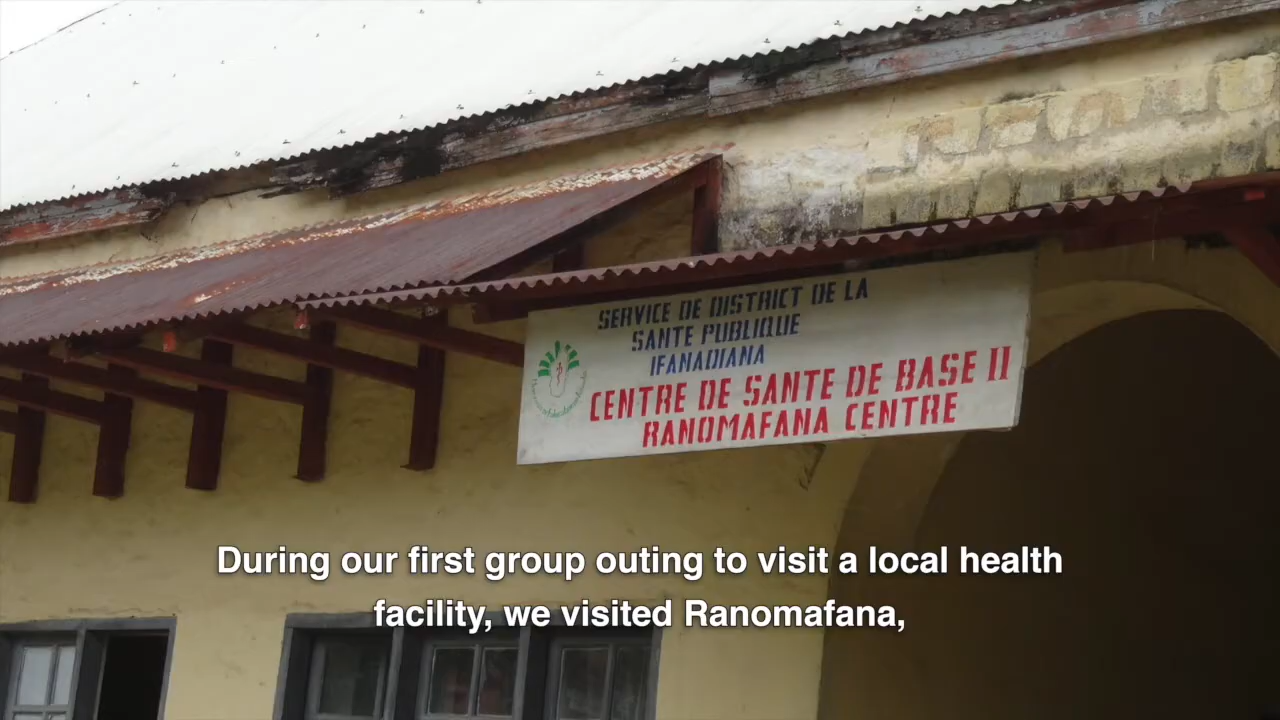 SERVICE DE DISTRICT DE LA
SANTE PUBLIQUE
IFANADIANA
CENTRE DE SANTE DE BASE II
RANOMAFANA CENTRE
During our first group outing to visit a local health
facility, we visited Ranomafana,